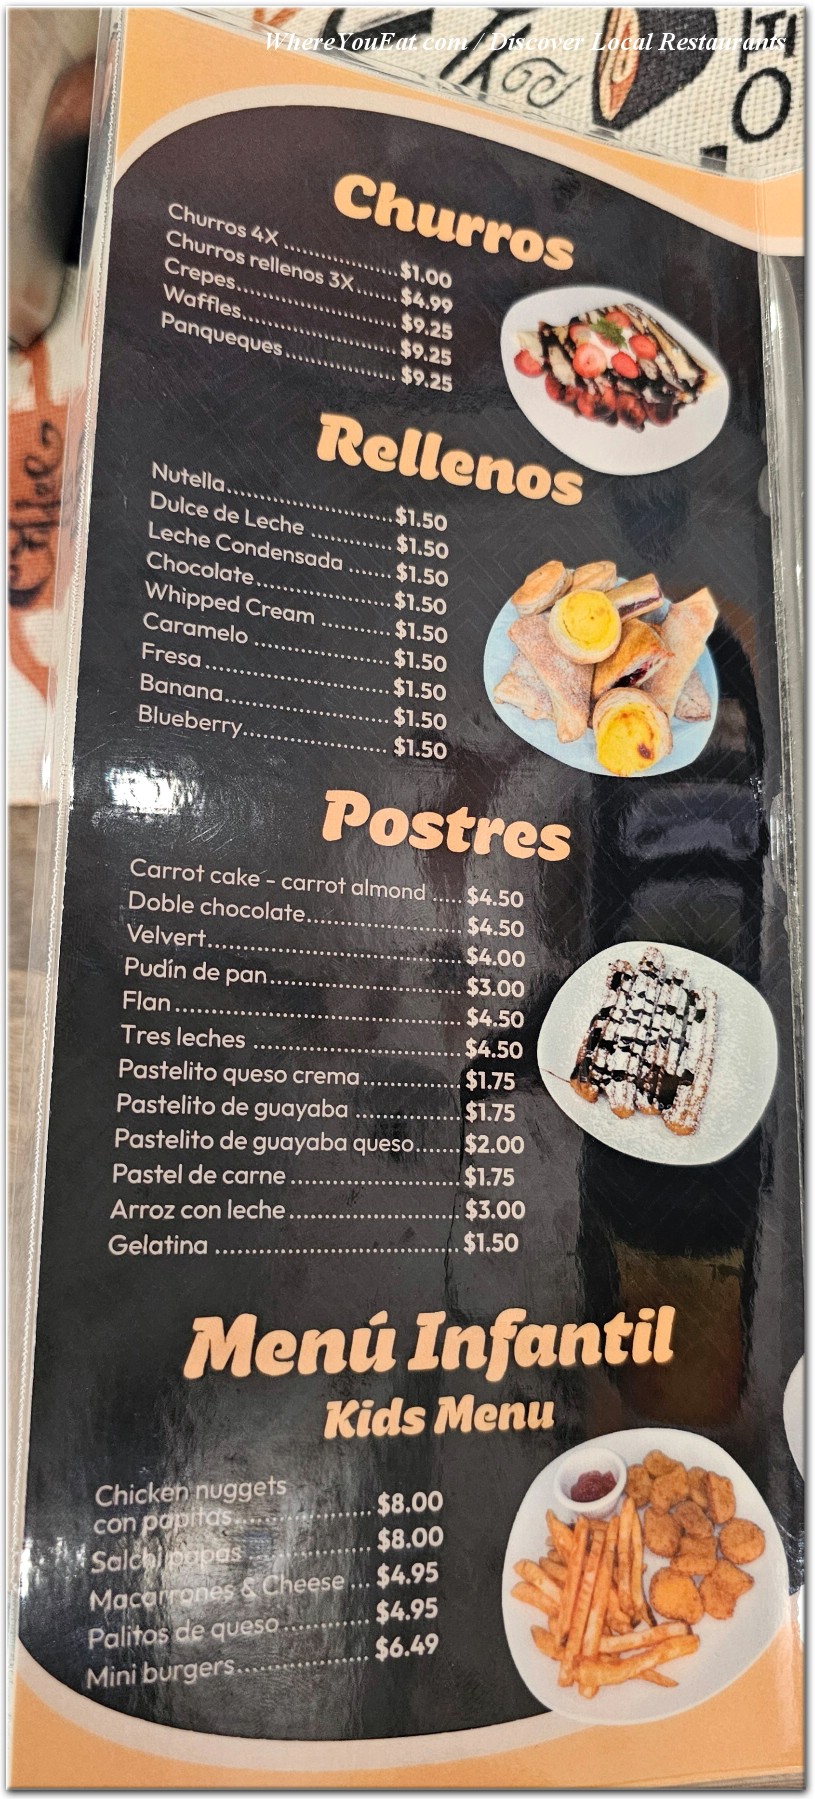 WhereYouEat.com / Discover Local Restaurants
TI
O
Coffee
Churros
Churros 4X ...................$1.00
Churros rellenos 3X.......$4.99
Crepes...........................$9.25
Waffles..........................$9.25
Panqueques...................$9.25
Rellenos
Nutella...........................$1.50
Dulce de Leche ..............$1.50
Leche Condensada .......$1.50
Chocolate......................$1.50
Whipped Cream ............$1.50
Caramelo .......................$1.50
Fresa ..............................$1.50
Banana...........................$1.50
Blueberry........................$1.50
Postres
Carrot cake - carrot almond .....$4.50
Doble chocolate..........................$4.50
Velvert...........................................$4.00
Pudín de pan................................$3.00
Flan................................................$4.50
Tres leches ...................................$4.50
Pastelito queso crema................$1.75
Pastelito de guayaba .................$1.75
Pastelito de guayaba queso.......$2.00
Pastel de carne ............................$1.75
Arroz con leche.............................$3.00
Gelatina .........................................$1.50
Menú Infantil
Kids Menu
Chicken nuggets
con papitas.......................$8.00
Salchipapas .....................$8.00
Macarrones & Cheese ...$4.95
Palitos de queso...............$4.95
Mini burgers......................$6.49